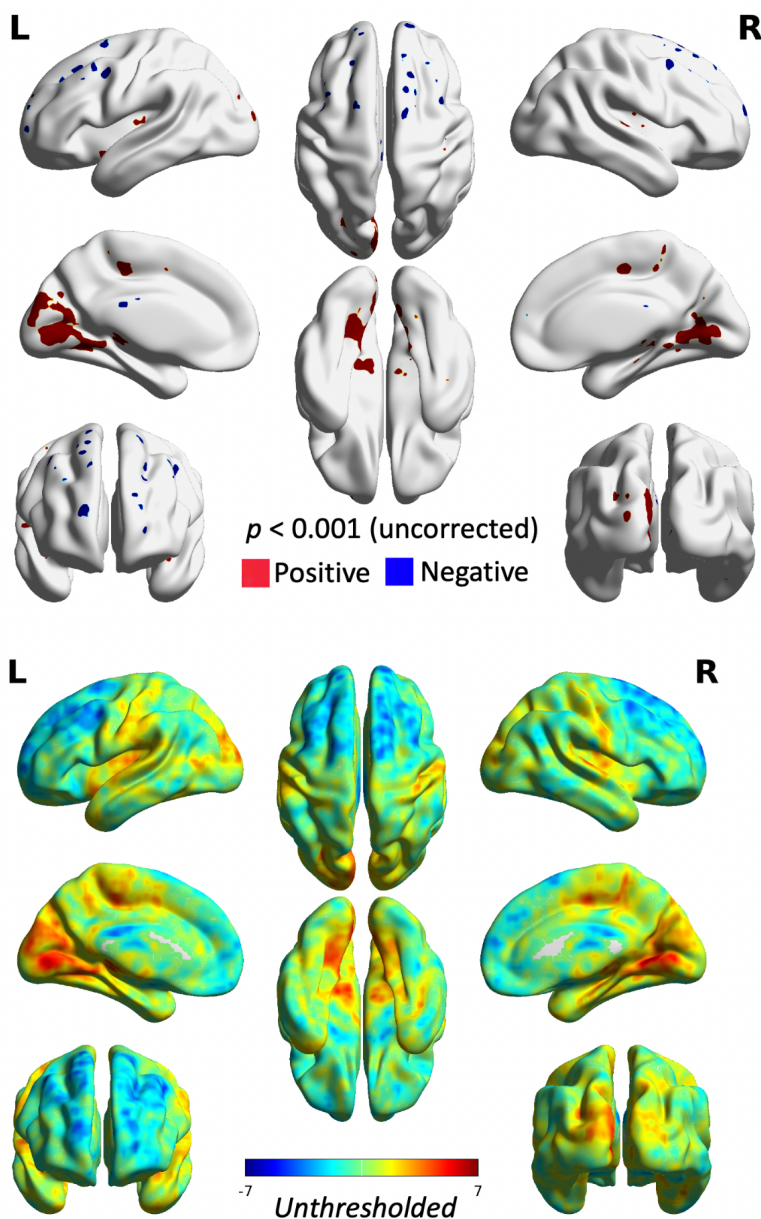 L R
p < 0.001 (uncorrected)
Positive Negative
L R
-7 7
Unthresholded